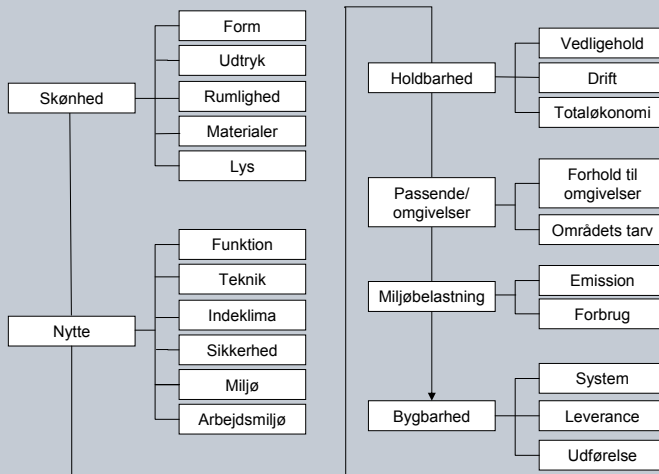 Skønhed
Form
Udtryk
Rumlighed
Materialer
Lys
Nytte
Funktion
Teknik
Indeklima
Sikkerhed
Miljø
Arbejdsmiljø
Holdbarhed
Vedligehold
Drift
Totaløkonomi
Passende/
omgivelser
Forhold til
omgivelser
Områdets tarv
Miljøbelastning
Emission
Forbrug
Bygbarhed
System
Leverance
Udførelse